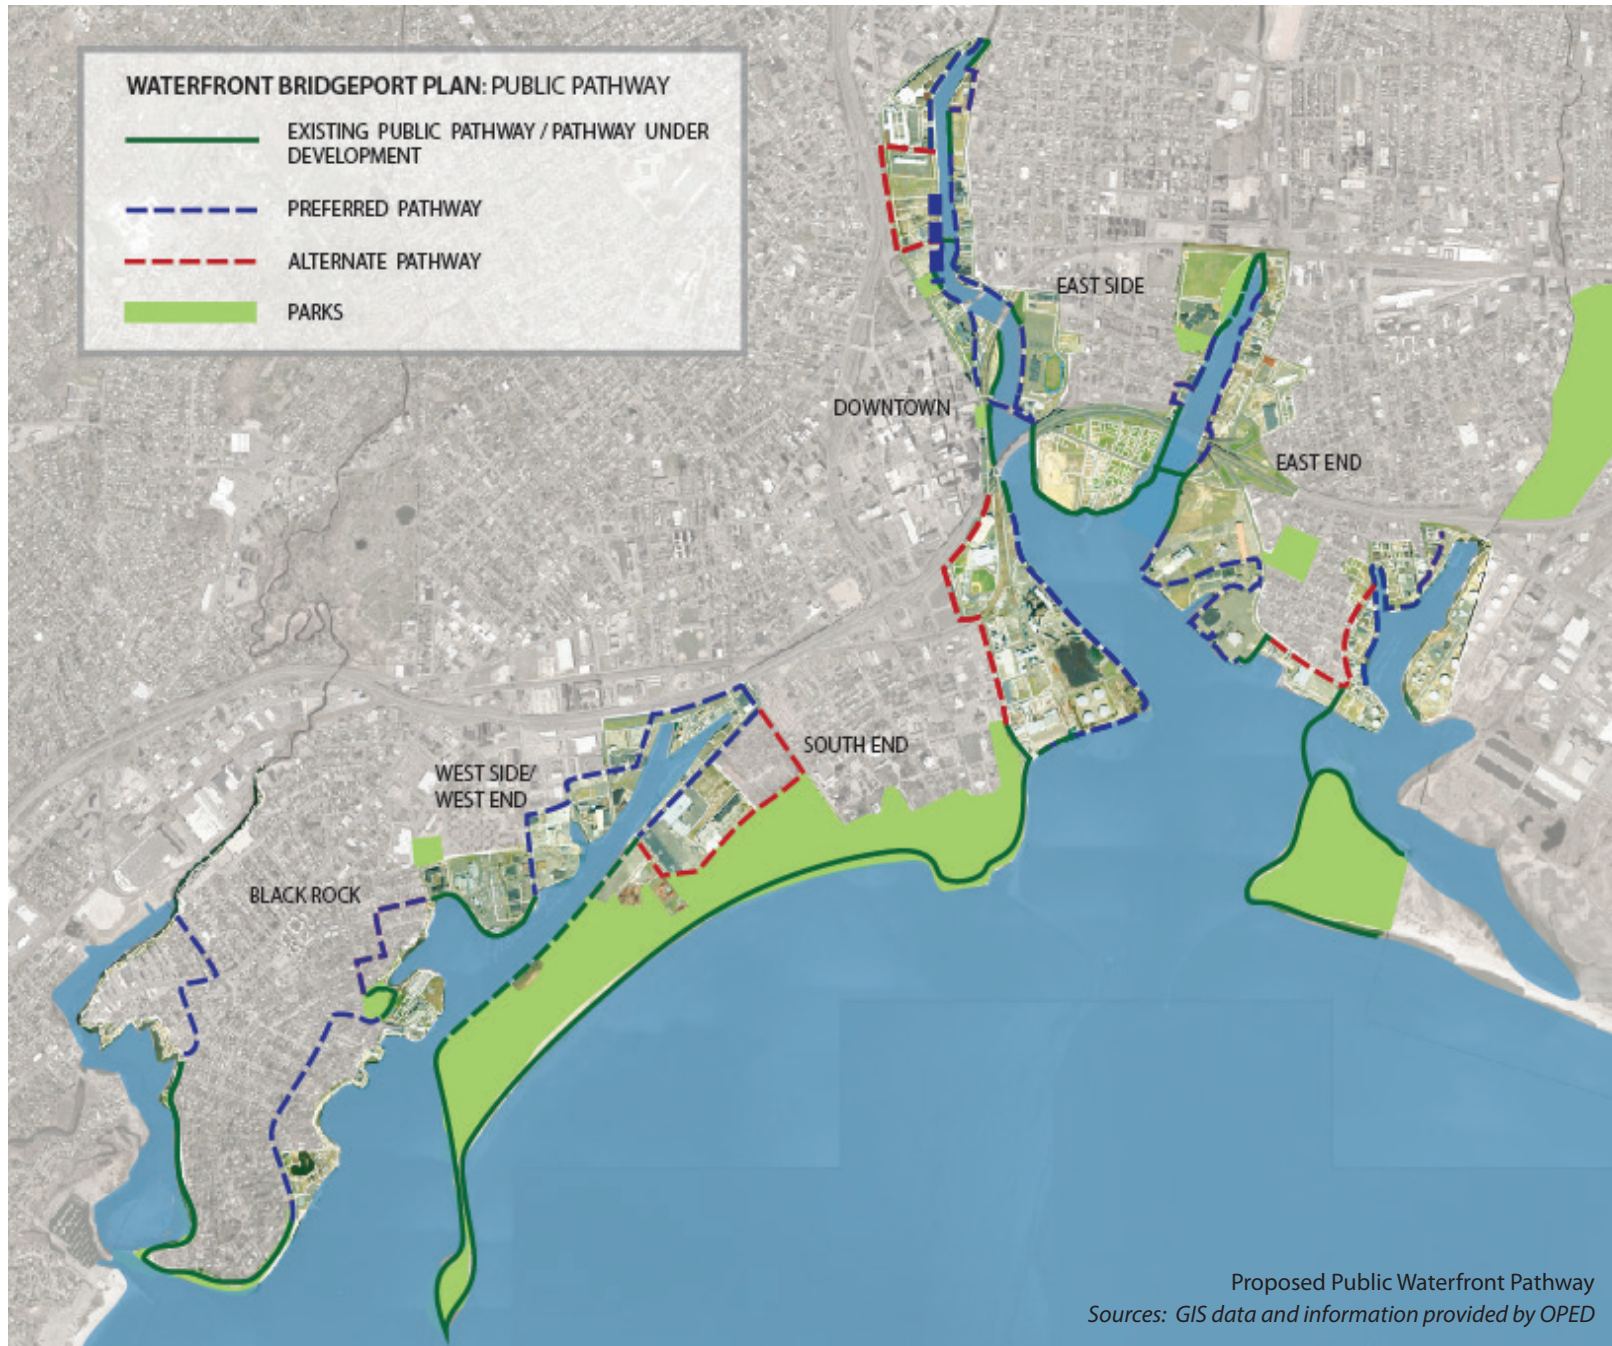 WATERFRONT BRIDGEPORT PLAN: PUBLIC PATHWAY
EXISTING PUBLIC PATHWAY / PATHWAY UNDER
DEVELOPMENT
PREFERRED PATHWAY
ALTERNATE PATHWAY
PARKS
EAST SIDE
DOWNTOWN
EAST END
SOUTH END
WEST SIDE/
WEST END
BLACK ROCK
Proposed Public Waterfront Pathway
Sources: GIS data and information provided by OPED